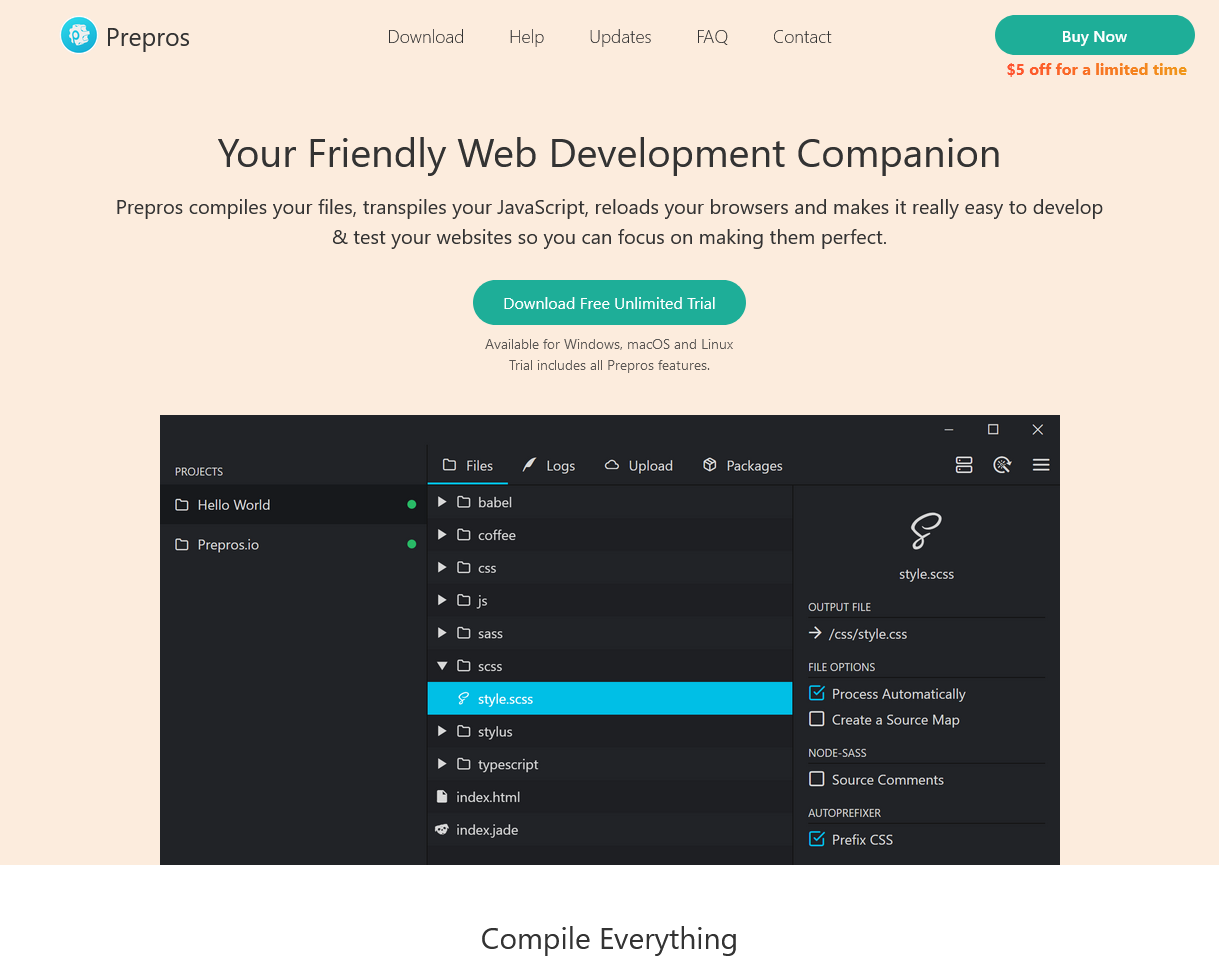 Prepros
Download Help Updates FAQ Contact
Buy Now
$5 off for a limited time
Your Friendly Web Development Companion
Prepros compiles your files, transpiles your JavaScript, reloads your browsers and makes it really easy to develop
& test your websites so you can focus on making them perfect.
Download Free Unlimited Trial
Available for Windows, macOS and Linux
Trial includes all Prepros features.
PROJECTS
Hello World
Prepros.io
Files Logs Upload Packages
babel
coffee
css
js
sass
scss
style.scss
stylus
typescript
index.html
index.jade
style.scss
OUTPUT FILE
/css/style.css
FILE OPTIONS
Process Automatically
Create a Source Map
NODE-SASS
Source Comments
AUTOPREFIXER
Prefix CSS
Compile Everything